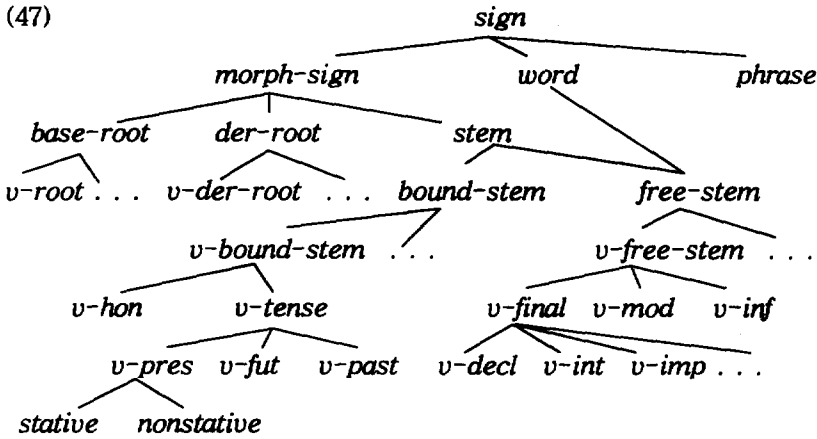 (47) sign
morph-sign word phrase
base-root der-root stem
v-root . . . v-der-root . . . bound-stem free-stem
v-bound-stem . . . v-free-stem . . .
v-hon v-tense v-final v-mod v-inf
v-pres v-fut v-past v-decl v-int v-imp . . .
stative nonstative